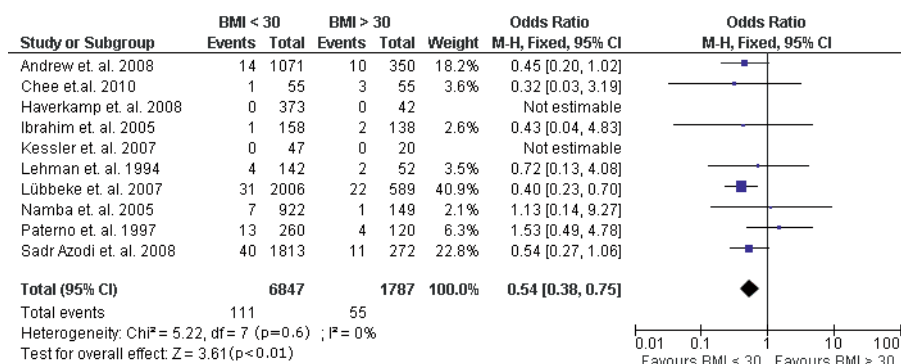 BMI < 30 BMI > 30 Odds Ratio Odds Ratio
Study or Subgroup Events Total Events Total Weight M-H, Fixed, 95% CI M-H, Fixed, 95% CI
Andrew et. al. 2008 14 1071 10 350 18.2% 0.45 [0.20, 1.02]
Chee et.al. 2010 1 55 3 55 3.6% 0.32 [0.03, 3.19]
Haverkamp et. al. 2008 0 373 0 42 Not estimable
Ibrahim et. al. 2005 1 158 2 138 2.6% 0.43 [0.04, 4.83]
Kessler et. al. 2007 0 47 0 20 Not estimable
Lehman et. al. 1994 4 142 2 52 3.5% 0.72 [0.13, 4.08]
Lübbeke et. al. 2007 31 2006 22 589 40.9% 0.40 [0.23, 0.70]
Namba et. al. 2005 7 922 1 149 2.1% 1.13 [0.14, 9.27]
Paterno et. al. 1997 13 260 4 120 6.3% 1.53 [0.49, 4.78]
Sadr Azodi et. al. 2008 40 1813 11 272 22.8% 0.54 [0.27, 1.06]
Total (95% CI) 6847 1787 100.0% 0.54 [0.38, 0.75]
Total events 111 55
Heterogeneity: Chi² = 5.22, df = 7 (p=0.6) ; I² = 0%
Test for overall effect: Z = 3.61(p<0.01)
0.01 0.1 1 10 100
Favours BMI < 30 Favours BMI > 30